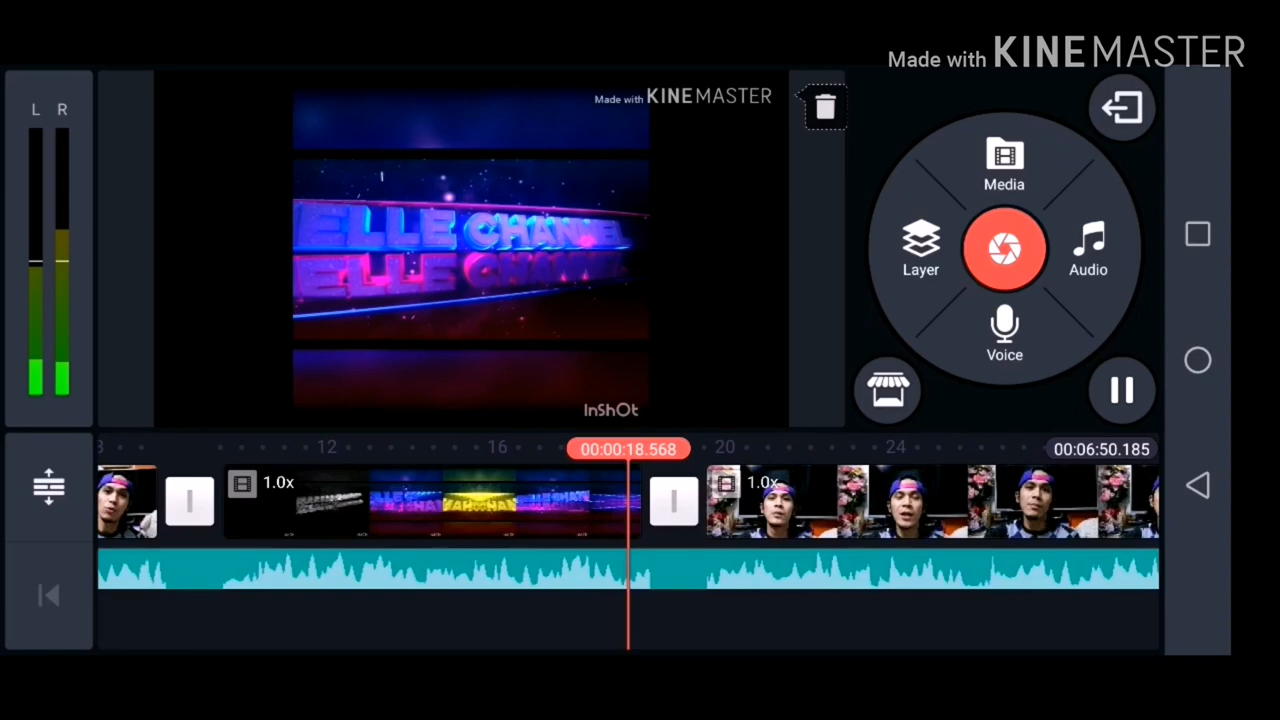 Made with KINEMASTER
L R
Made with KINEMASTER
Media
ELLE CHANNEL
Layer
Audio
Voice
InShOt
12
16
00:00:18.568
20
24
00:06:50.185
1.0x
1.0x